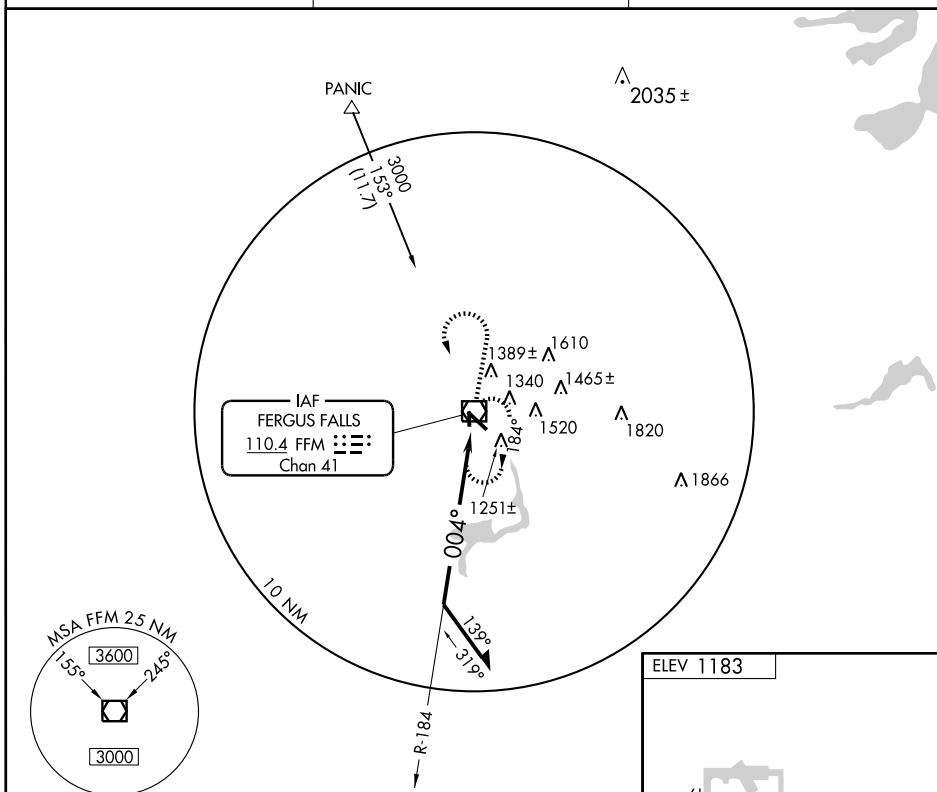 PANIC
2035 ±
3000
153°
(11.7)
1389±
1610
1340
1465±
IAF
FERGUS FALLS
110.4 FFM
Chan 41
1520
1820
184°
1866
1251±
004°
10 NM
139°
319°
MSA FFM 25 NM
155°
3600
245°
3000
R-184
ELEV 1183